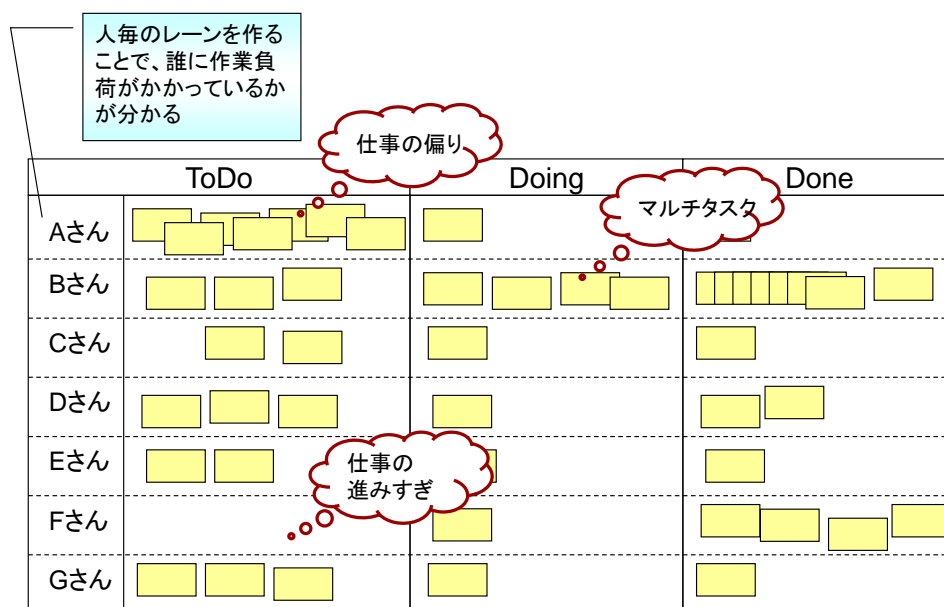 人毎のレーンを作る
ことで、誰に作業負
荷がかかっているか
が分かる
仕事の偏り
ToDo
Doing
Done
マルチタスク
Aさん
Bさん
Cさん
Dさん
Eさん
仕事の
進みすぎ
Fさん
Gさん